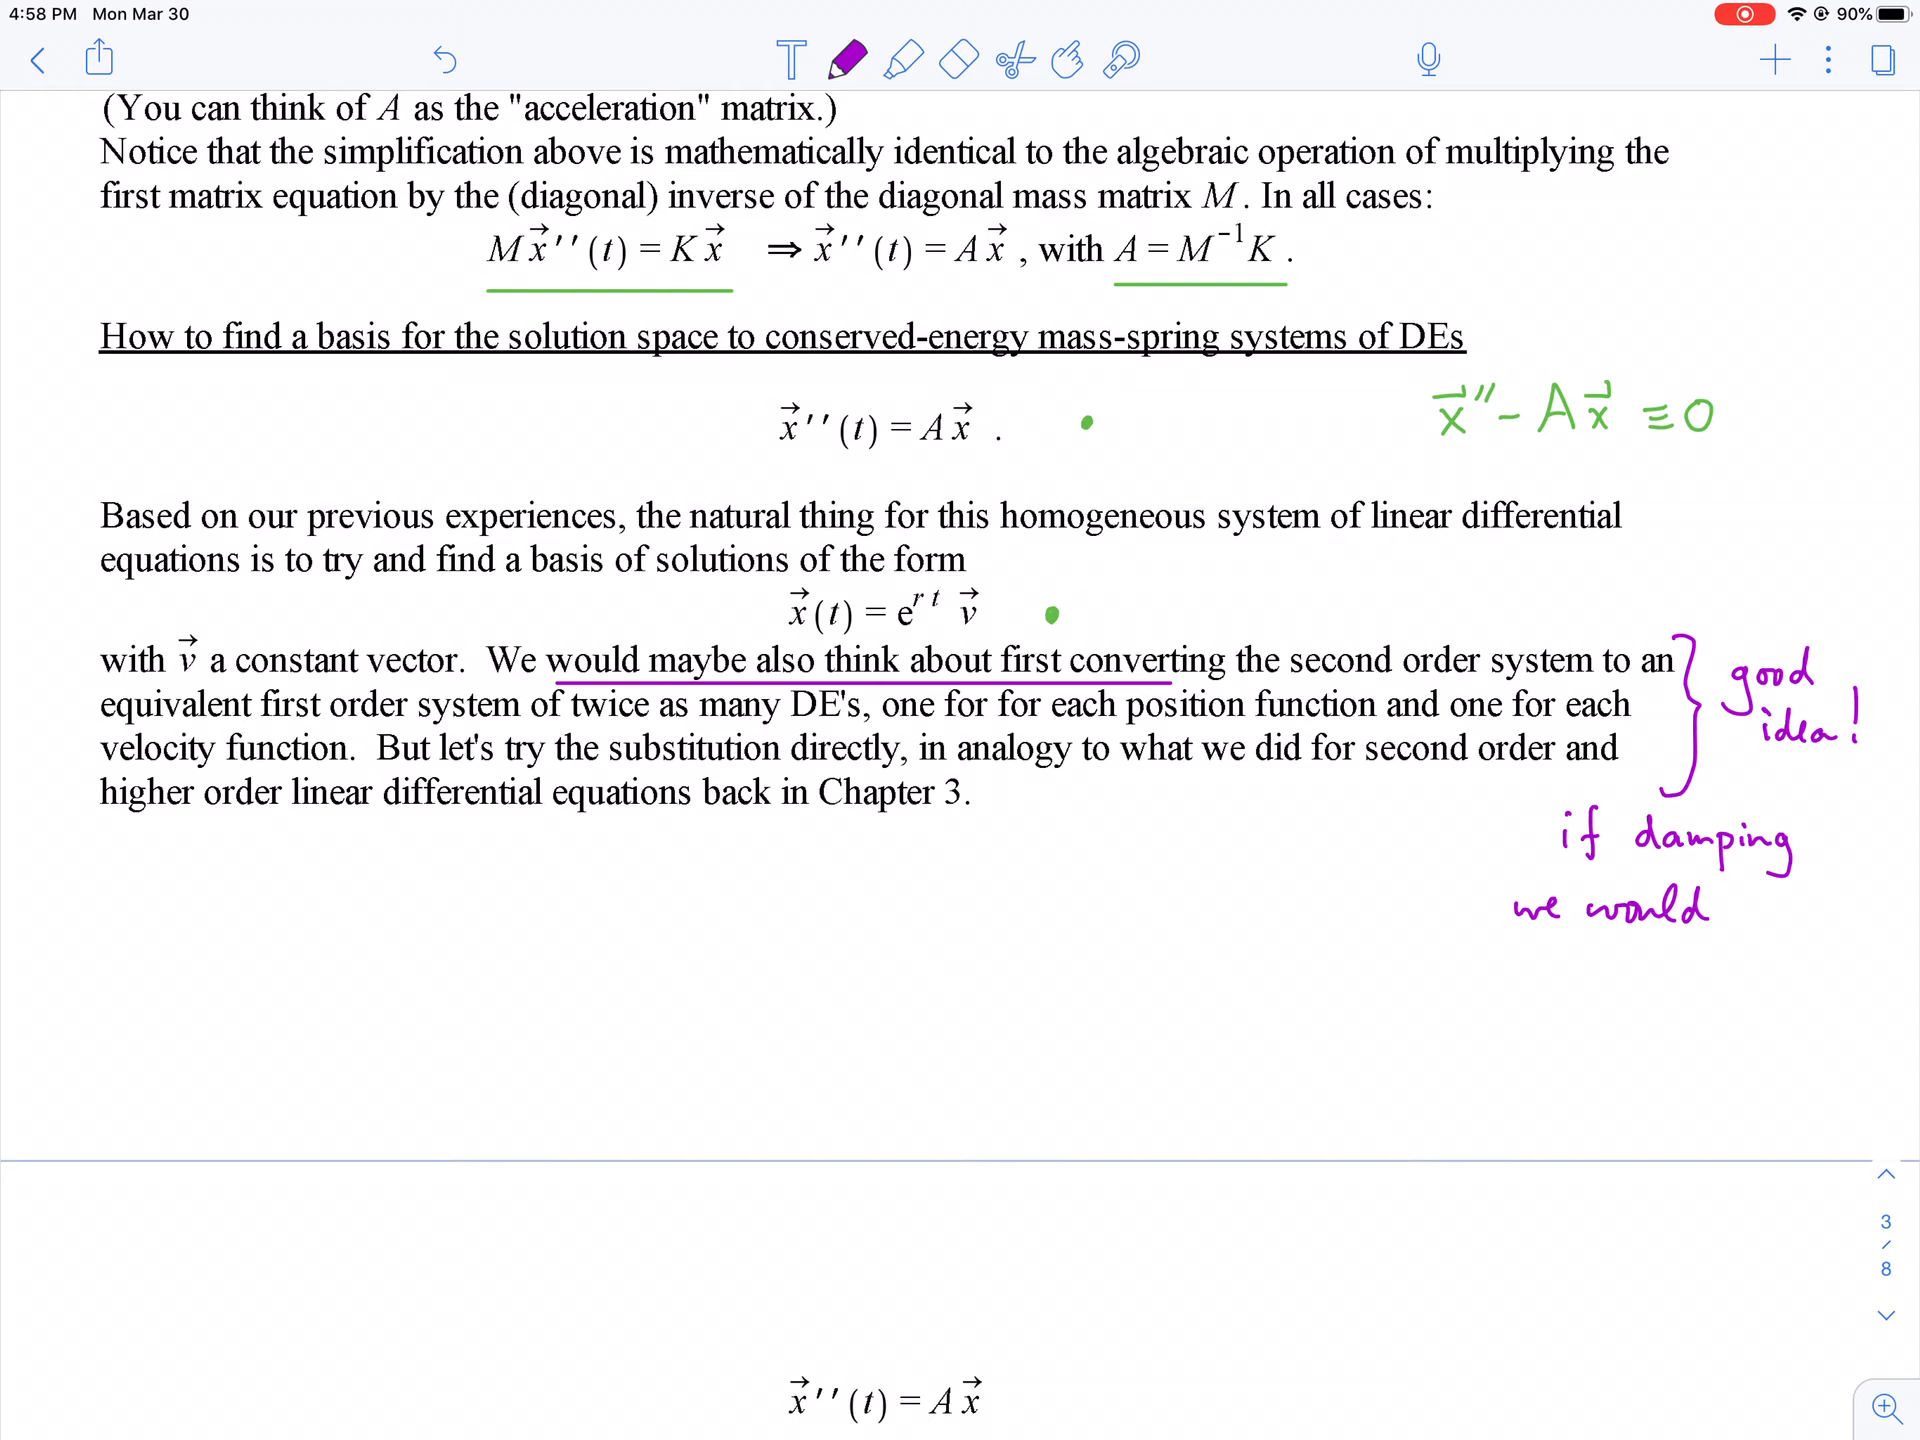 4:58 PM Mon Mar 30
90%
T
(You can think of A as the "acceleration" matrix.)
Notice that the simplification above is mathematically identical to the algebraic operation of multiplying the
first matrix equation by the (diagonal) inverse of the diagonal mass matrix M. In all cases:
M x⃗ ′′(t) = K x⃗ ⇒ x⃗ ′′(t) = A x⃗ , with A = M⁻¹K .
How to find a basis for the solution space to conserved-energy mass-spring systems of DEs
x⃗ ′′(t) = A x⃗ .
x⃗ ′′ - A x⃗ ≡ 0
Based on our previous experiences, the natural thing for this homogeneous system of linear differential
equations is to try and find a basis of solutions of the form
x⃗ (t) = e^{r t} v⃗
with v⃗ a constant vector. We would maybe also think about first converting the second order system to an
equivalent first order system of twice as many DE's, one for for each position function and one for each
velocity function. But let's try the substitution directly, in analogy to what we did for second order and
higher order linear differential equations back in Chapter 3.
good
idea!
if damping
we would
3
/
8
x⃗ ′′(t) = A x⃗